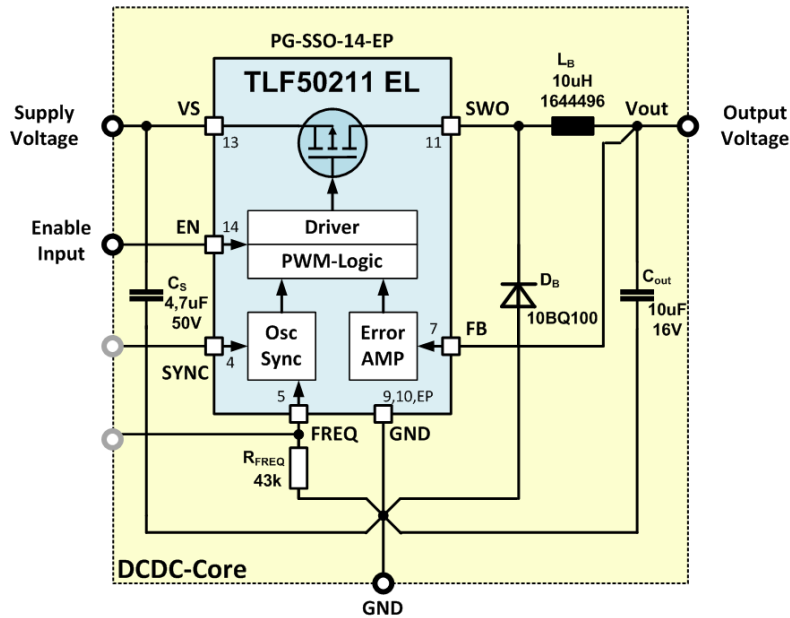 PG-SSO-14-EP
TLF50211 EL
Supply
Voltage
VS
13
SWO
11
LB
10uH
1644496
Vout
Output
Voltage
Enable
Input
EN
14
Driver
PWM-Logic
CS
4,7uF
50V
SYNC
4
Osc
Sync
Error
AMP
7
FB
DB
10BQ100
Cout
10uF
16V
5
FREQ
9,10,EP
GND
RFREQ
43k
DCDC-Core
GND